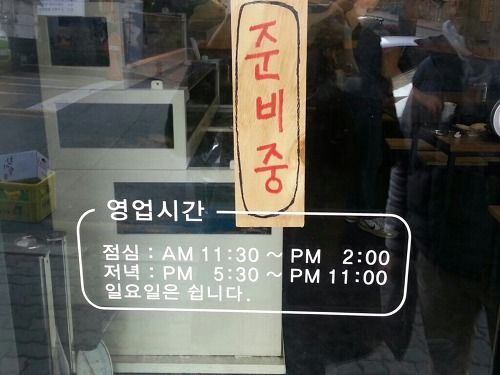 준비중
영업시간
점심 : AM 11:30 ~ PM 2:00
저녁 : PM 5:30 ~ PM 11:00
일요일은 쉽니다.